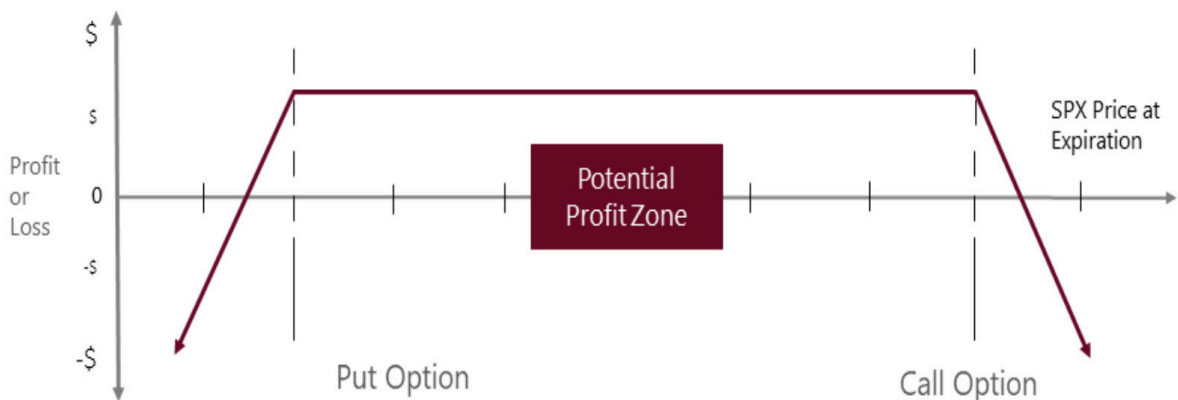 $
$
SPX Price at
Expiration
Profit
or
Loss
0
Potential
Profit Zone
-$
-$
Put Option
Call Option